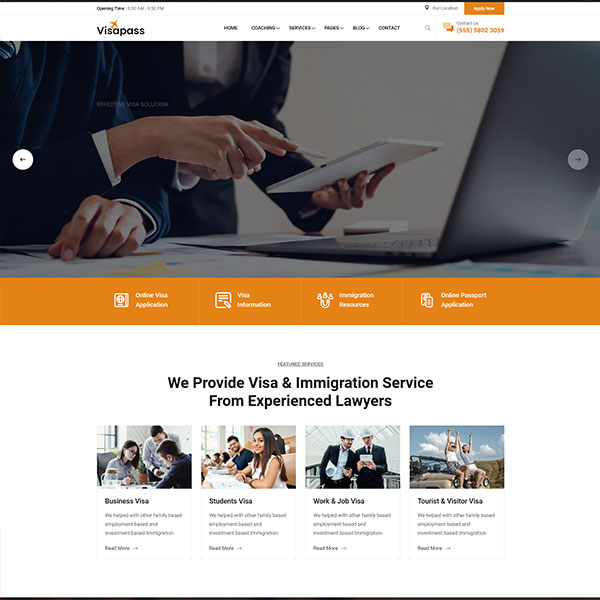 Opening Time : 8:30 AM - 9:30 PM
Our Location
Apply Now
Visapass
HOME
COACHING
SERVICES
PAGES
BLOG
CONTACT
Contact Us
(555) 5802 3059
EFFECTIVE VISA SOLUTION
Online Visa
Application
Visa
Information
Immigration
Resources
Online Passport
Application
FEATURED SERVICES
We Provide Visa & Immigration Service
From Experienced Lawyers
Business Visa
We helped with other family based
employment based and
investment based Immigration.
Read More
Students Visa
We helped with other family based
employment based and
investment based Immigration.
Read More
Work & Job Visa
We helped with other family based
employment based and
investment based Immigration.
Read More
Tourist & Visitor Visa
We helped with other family based
employment based and
investment based Immigration.
Read More